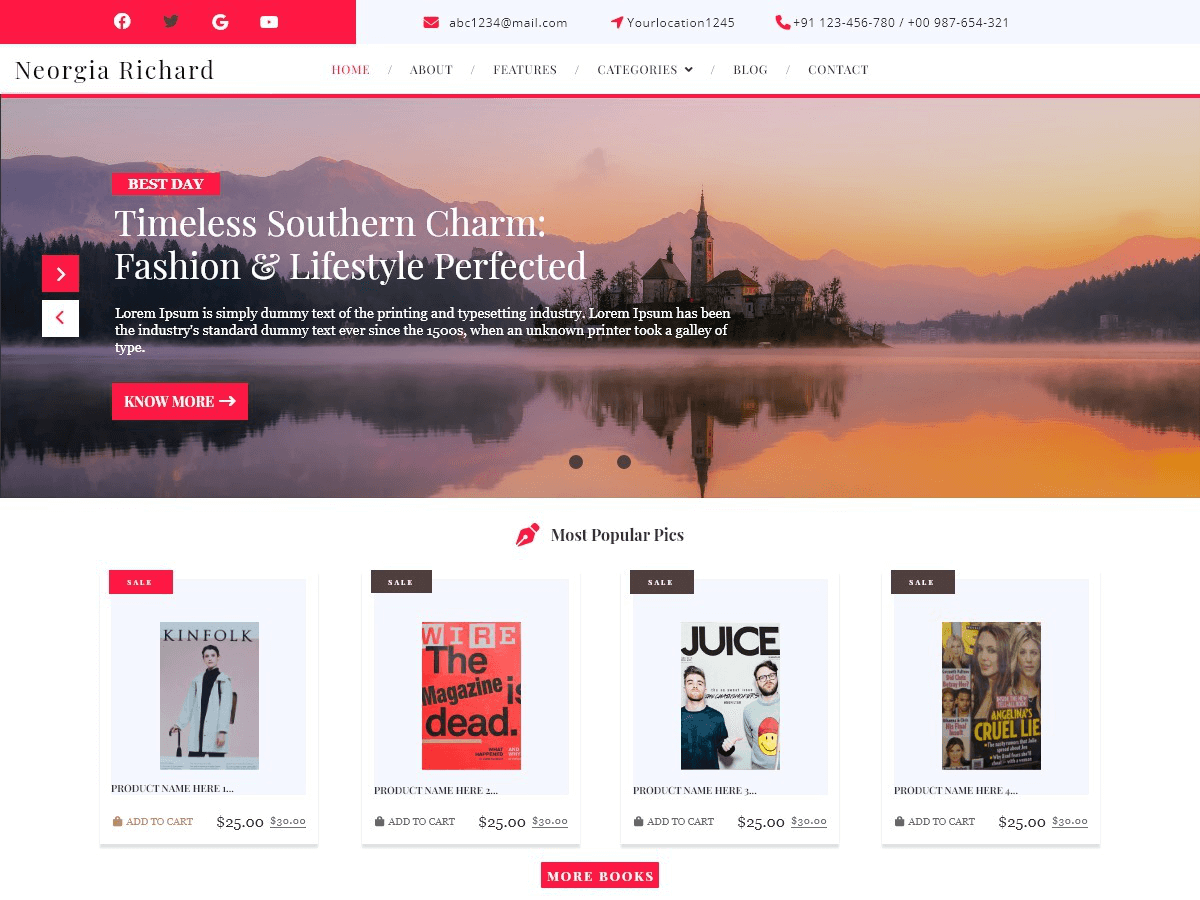 abc1234@mail.com
Yourlocation1245
+91 123-456-780 / +00 987-654-321
Neorgia Richard
HOME / ABOUT / FEATURES / CATEGORIES / BLOG / CONTACT
BEST DAY
Timeless Southern Charm:
Fashion & Lifestyle Perfected
Lorem Ipsum is simply dummy text of the printing and typesetting industry. Lorem Ipsum has been
the industry's standard dummy text ever since the 1500s, when an unknown printer took a galley of
type.
KNOW MORE
Most Popular Pics
SALE
KINFOLK
PRODUCT NAME HERE 1...
ADD TO CART $25.00 $30.00
SALE
WIRE
The
Magazine is
dead.
WHAT
HAPPENED
AND
WHY
PRODUCT NAME HERE 2...
ADD TO CART $25.00 $30.00
SALE
JUICE
THE CHAINSMOKERS
PRODUCT NAME HERE 3...
ADD TO CART $25.00 $30.00
SALE
ANGELINA'S
CRUEL LIE
PRODUCT NAME HERE 4...
ADD TO CART $25.00 $30.00
MORE BOOKS